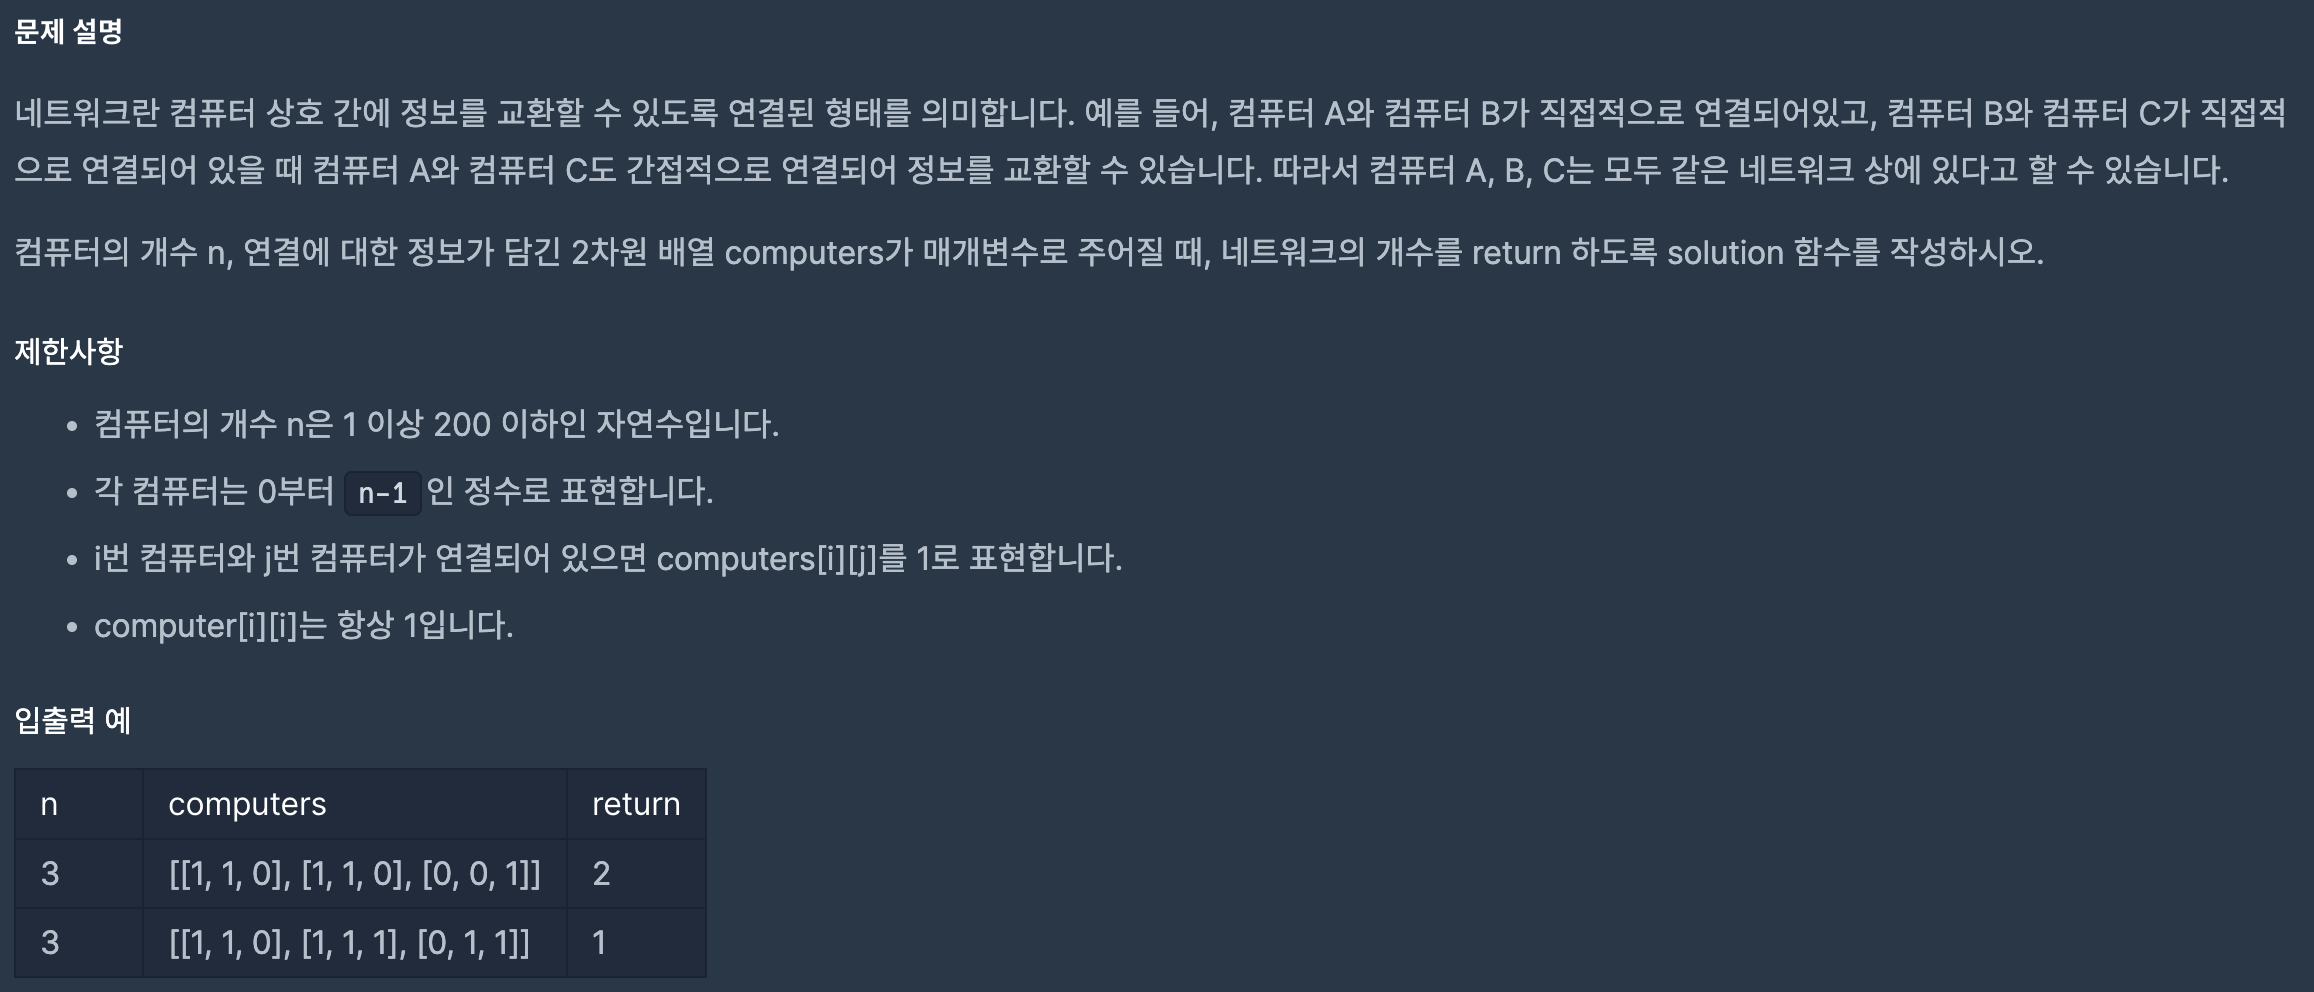 문제 설명
네트워크란 컴퓨터 상호 간에 정보를 교환할 수 있도록 연결된 형태를 의미합니다. 예를 들어, 컴퓨터 A와 컴퓨터 B가 직접적으로 연결되어있고, 컴퓨터 B와 컴퓨터 C가 직접적
으로 연결되어 있을 때 컴퓨터 A와 컴퓨터 C도 간접적으로 연결되어 정보를 교환할 수 있습니다. 따라서 컴퓨터 A, B, C는 모두 같은 네트워크 상에 있다고 할 수 있습니다.
컴퓨터의 개수 n, 연결에 대한 정보가 담긴 2차원 배열 computers가 매개변수로 주어질 때, 네트워크의 개수를 return 하도록 solution 함수를 작성하시오.
제한사항
• 컴퓨터의 개수 n은 1 이상 200 이하인 자연수입니다.
• 각 컴퓨터는 0부터 n-1 인 정수로 표현합니다.
• i번 컴퓨터와 j번 컴퓨터가 연결되어 있으면 computers[i][j]를 1로 표현합니다.
• computer[i][i]는 항상 1입니다.
입출력 예
n computers return
3 [[1, 1, 0], [1, 1, 0], [0, 0, 1]] 2
3 [[1, 1, 0], [1, 1, 1], [0, 1, 1]] 1